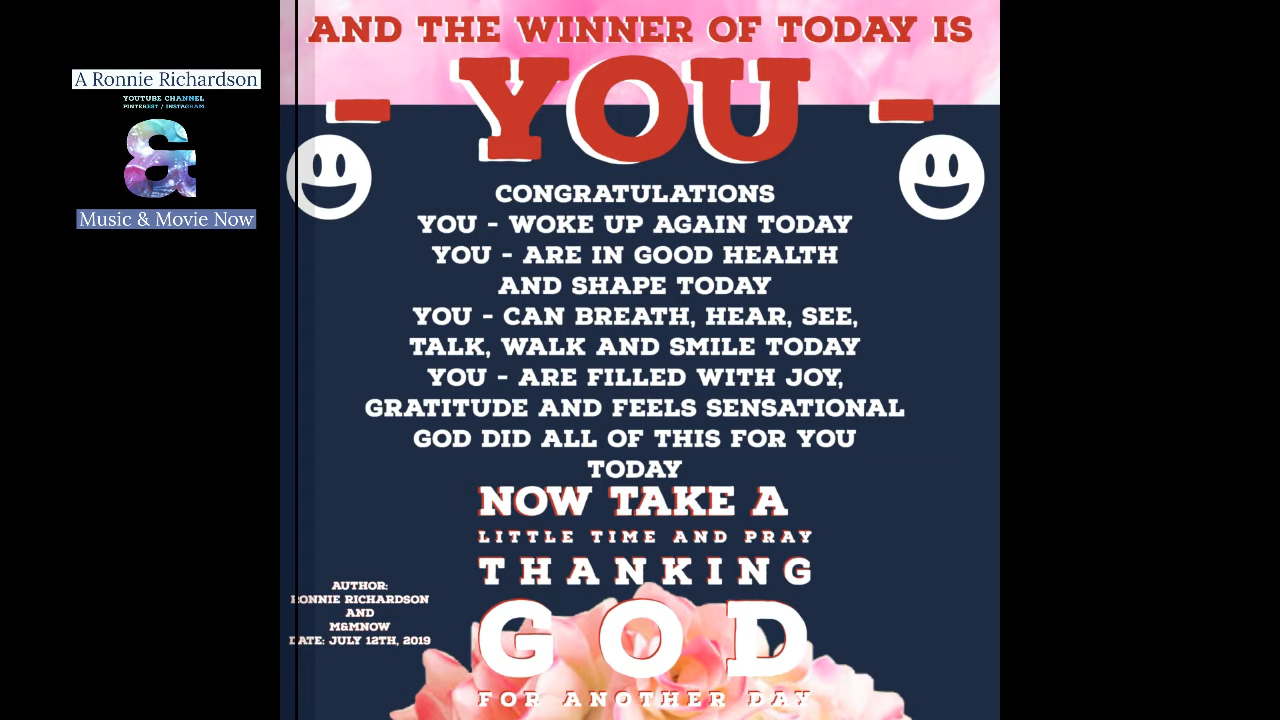 A Ronnie Richardson
YOUTUBE CHANNEL
PINTEREST / INSTAGRAM
&
Music & Movie Now
AND THE WINNER OF TODAY IS
- YOU -
CONGRATULATIONS
YOU - WOKE UP AGAIN TODAY
YOU - ARE IN GOOD HEALTH
AND SHAPE TODAY
YOU - CAN BREATH, HEAR, SEE,
TALK, WALK AND SMILE TODAY
YOU - ARE FILLED WITH JOY,
GRATITUDE AND FEELS SENSATIONAL
GOD DID ALL OF THIS FOR YOU
TODAY
NOW TAKE A
LITTLE TIME AND PRAY
THANKING
GOD
FOR ANOTHER DAY
AUTHOR:
RONNIE RICHARDSON
AND
M&MNOW
DATE: JULY 12TH, 2019